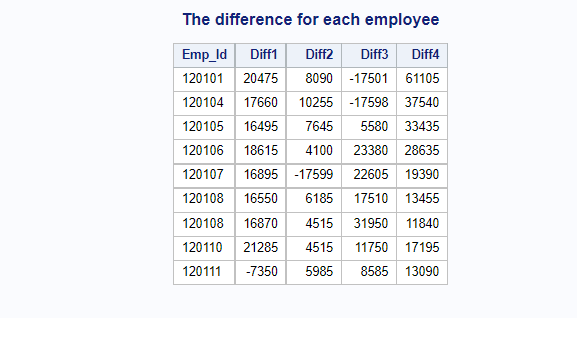 The difference for each employee
Emp_Id Diff1 Diff2 Diff3 Diff4
120101 20475 8090 -17501 61105
120104 17660 10255 -17598 37540
120105 16495 7645 5580 33435
120106 18615 4100 23380 28635
120107 16895 -17599 22605 19390
120108 16550 6185 17510 13455
120108 16870 4515 31950 11840
120110 21285 4515 11750 17195
120111 -7350 5985 8585 13090